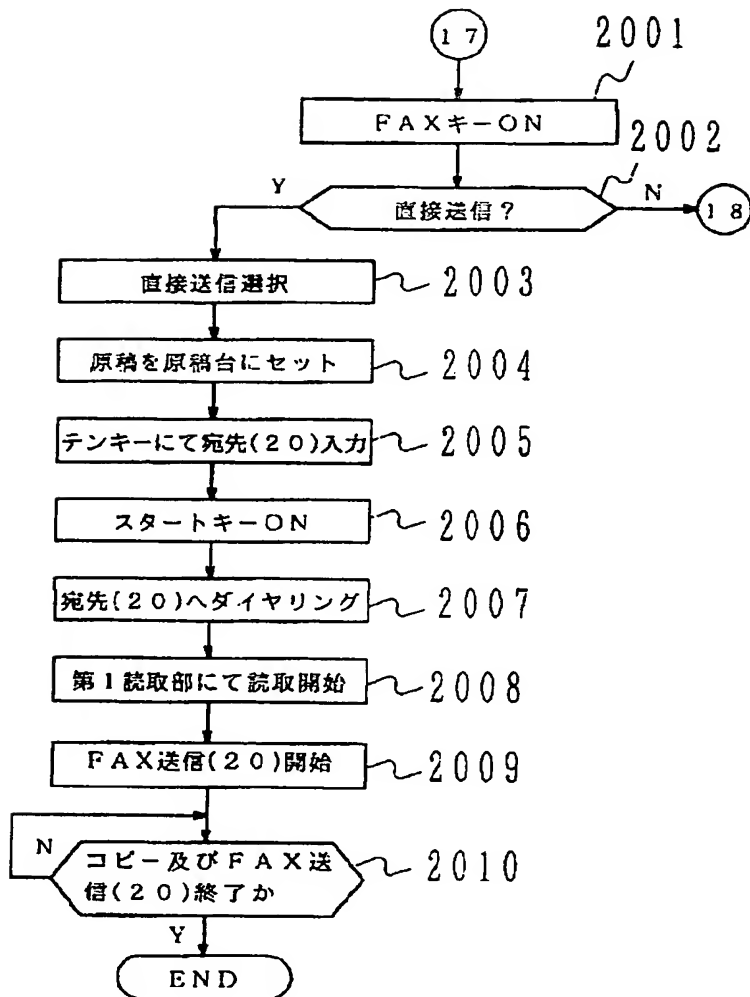 17
2001
FAXキーON
2002
Y
直接送信?
N
18
直接送信選択
2003
原稿を原稿台にセット
2004
テンキーにて宛先(20)入力
2005
スタートキーON
2006
宛先(20)へダイヤリング
2007
第1読取部にて読取開始
2008
FAX送信(20)開始
2009
N
コピー及びFAX送
信(20)終了か
2010
Y
END